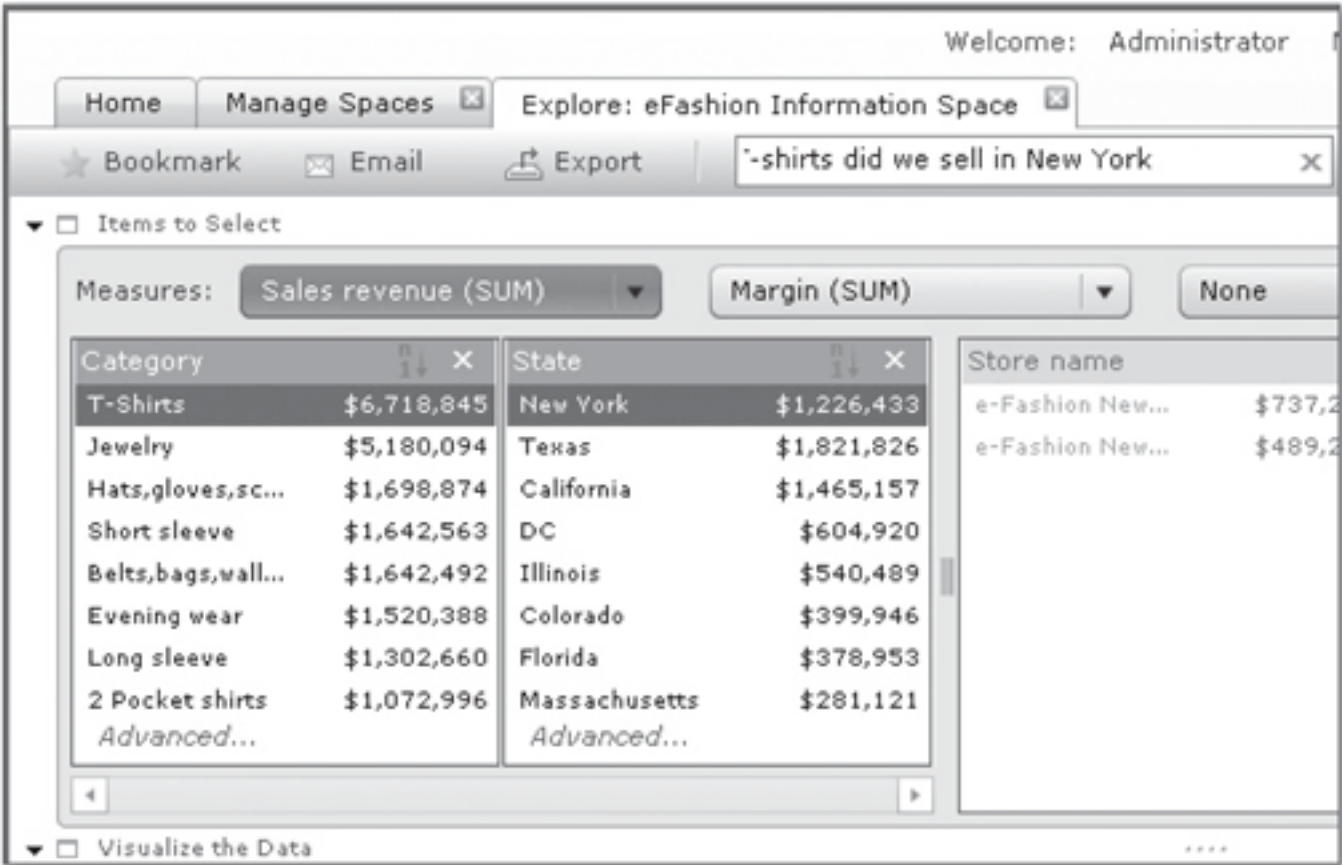 Welcome: Administrator
Home
Manage Spaces
Explore: eFashion Information Space
Bookmark
Email
Export
-shirts did we sell in New York
Items to Select
Measures:
Sales revenue (SUM)
Margin (SUM)
None
Category
State
Store name
T-Shirts $6,718,845 New York $1,226,433 e-Fashion New... $737,2
Jewelry $5,180,094 Texas $1,821,826 e-Fashion New... $489,2
Hats,gloves,sc... $1,698,874 California $1,465,157
Short sleeve $1,642,563 DC $604,920
Belts,bags,wall... $1,642,492 Illinois $540,489
Evening wear $1,520,388 Colorado $399,946
Long sleeve $1,302,660 Florida $378,953
2 Pocket shirts $1,072,996 Massachusetts $281,121
Advanced... Advanced...
Visualize the Data